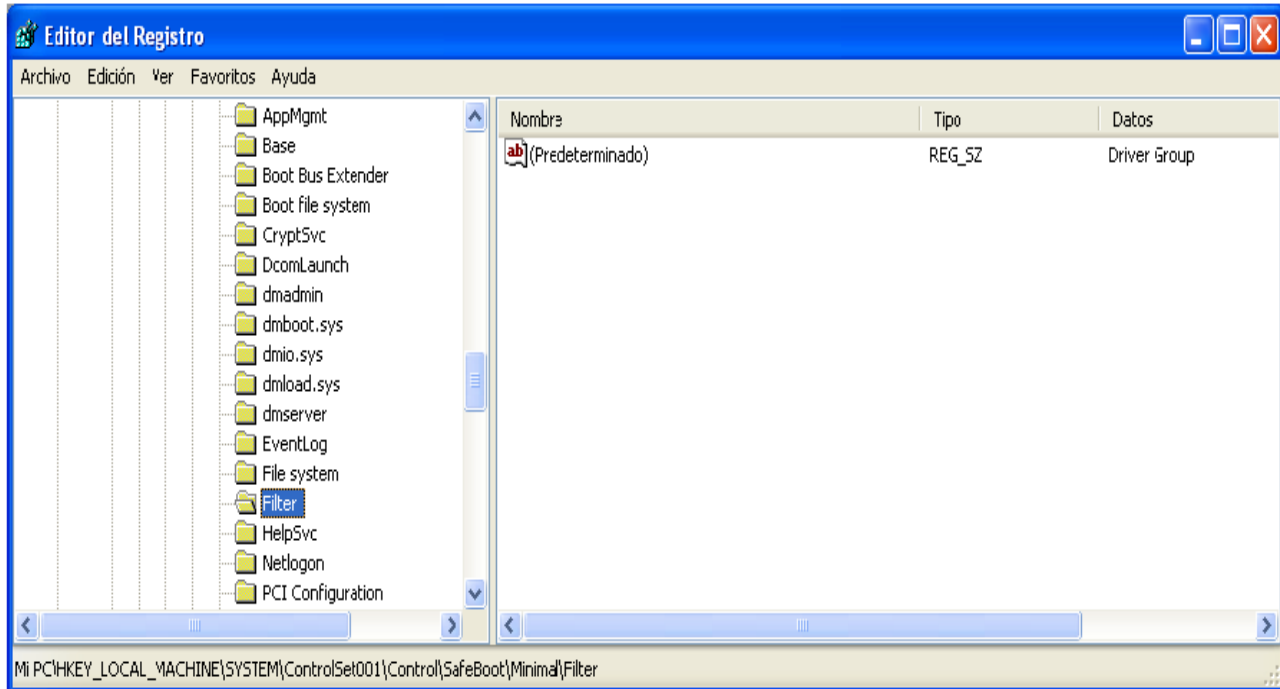 Editor del Registro
Archivo Edición Ver Favoritos Ayuda
AppMgmt
Base
Boot Bus Extender
Boot file system
CryptSvc
DcomLaunch
dmadmin
dmboot.sys
dmio.sys
dmload.sys
dmserver
EventLog
File system
Filter
HelpSvc
Netlogon
PCI Configuration
Nombre Tipo Datos
ab (Predeterminado) REG_SZ Driver Group
Mi PC\HKEY_LOCAL_MACHINE\SYSTEM\ControlSet001\Control\SafeBoot\Minimal\Filter